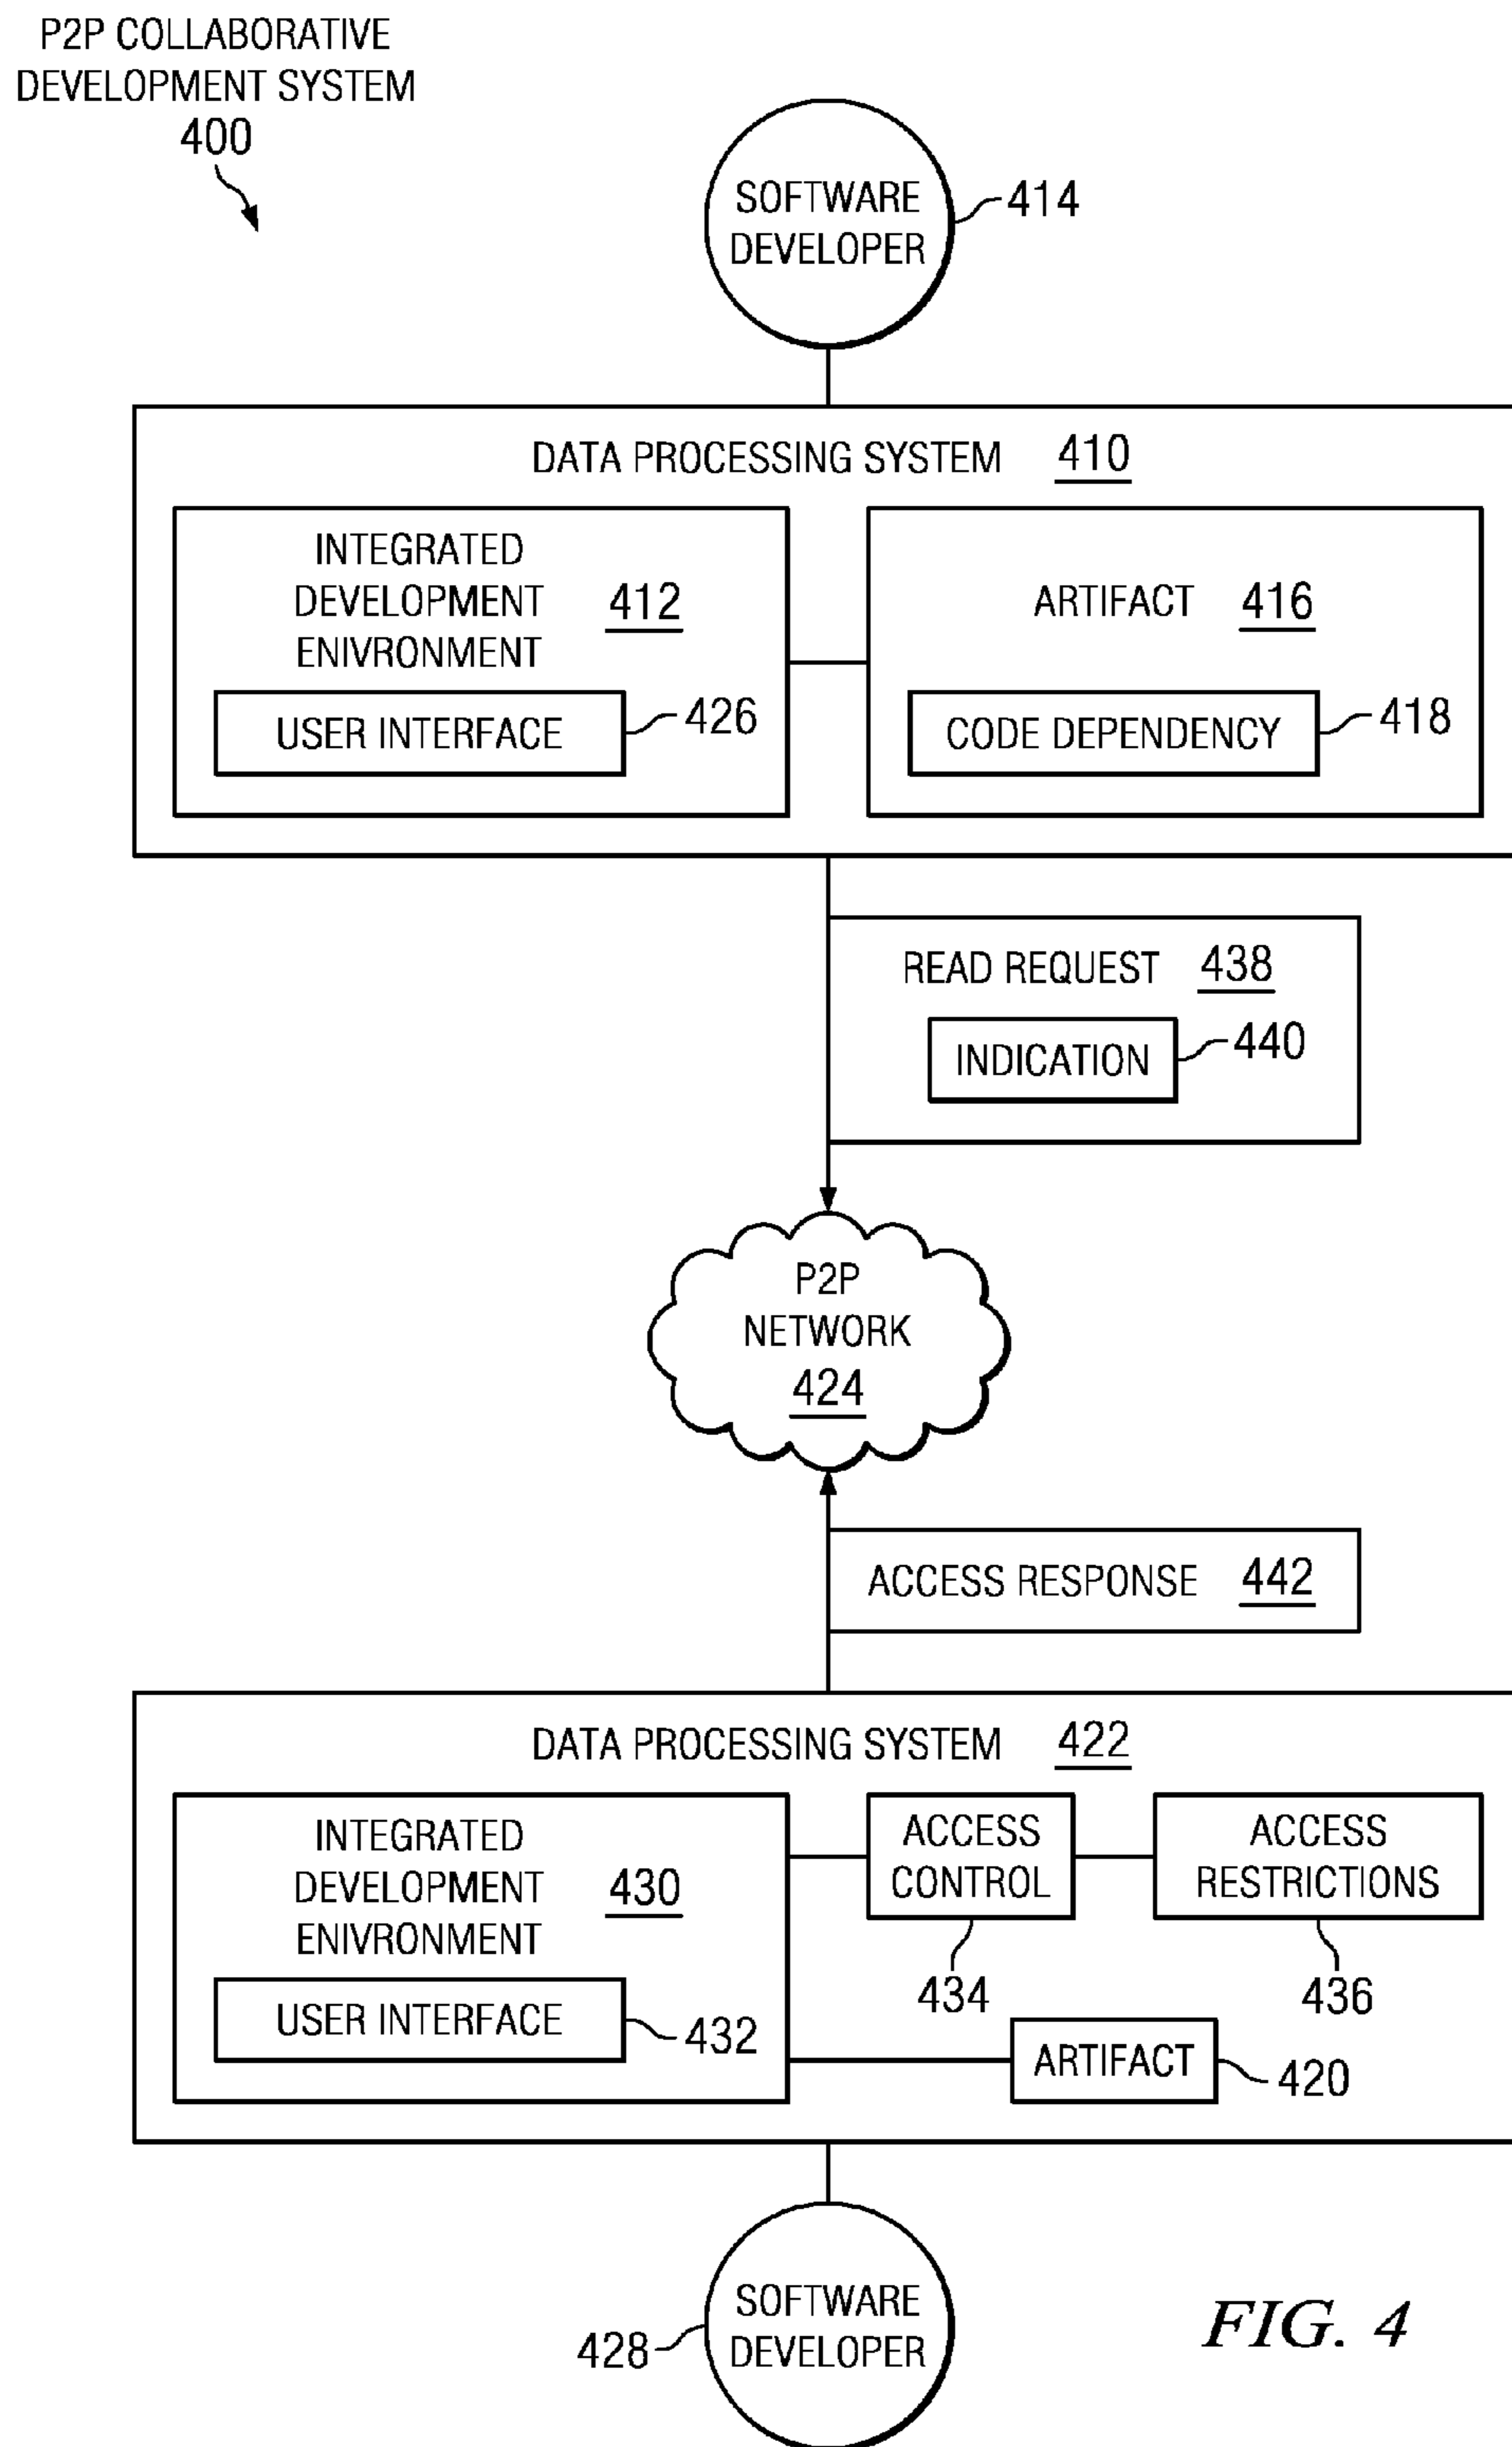 P2P COLLABORATIVE
DEVELOPMENT SYSTEM
400
SOFTWARE
DEVELOPER
414
DATA PROCESSING SYSTEM 410
INTEGRATED
DEVELOPMENT
ENIVRONMENT
412
USER INTERFACE
426
ARTIFACT 416
CODE DEPENDENCY
418
READ REQUEST 438
INDICATION
440
P2P
NETWORK
424
ACCESS RESPONSE 442
DATA PROCESSING SYSTEM 422
INTEGRATED
DEVELOPMENT
ENIVRONMENT
430
USER INTERFACE
432
ACCESS
CONTROL
434
ACCESS
RESTRICTIONS
436
ARTIFACT
420
SOFTWARE
DEVELOPER
428
FIG. 4